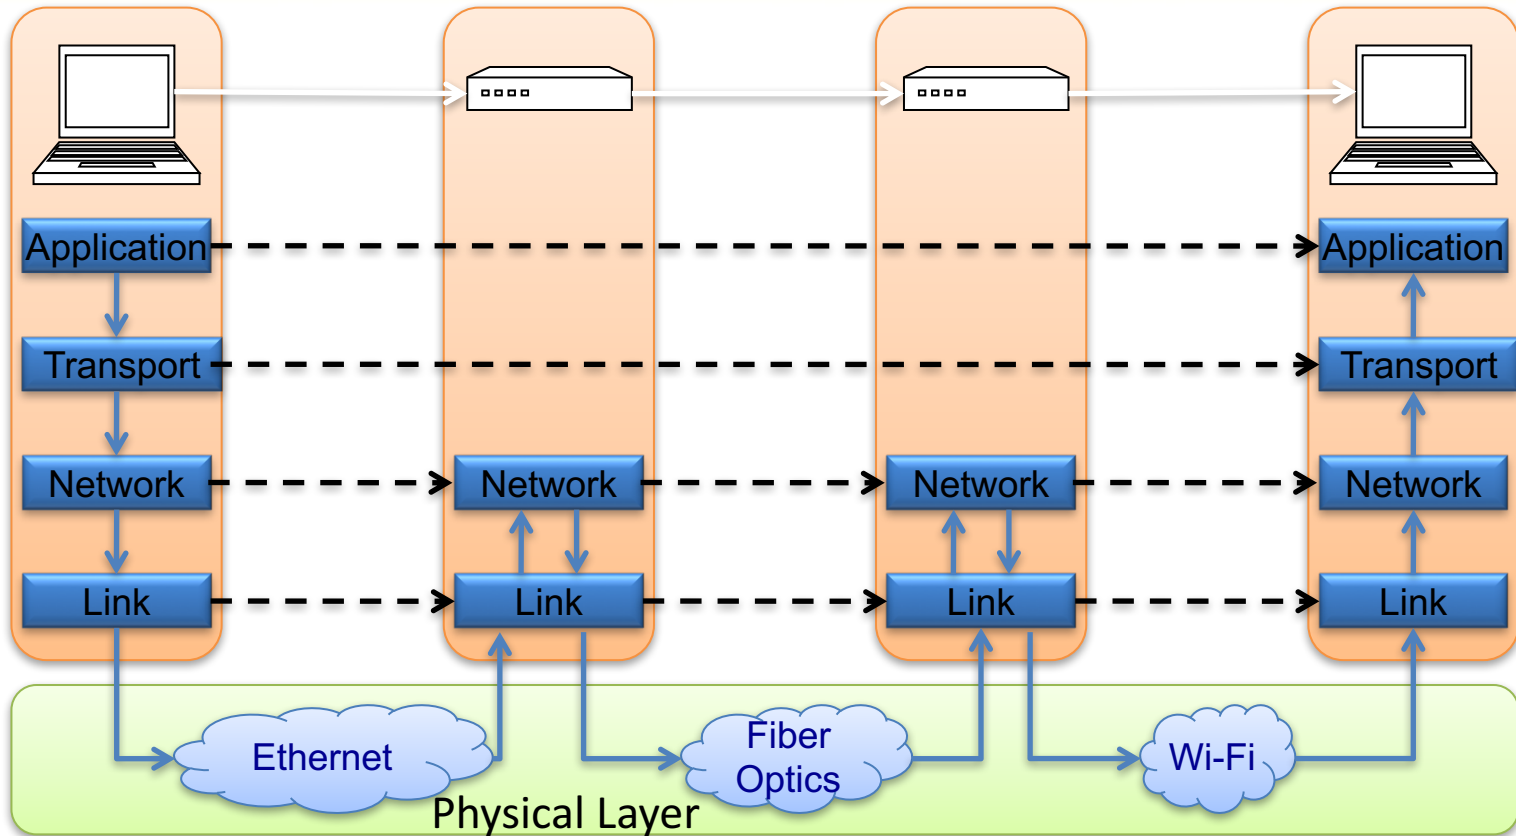 Application
Application
Transport
Transport
Network
Network
Network
Network
Link
Link
Link
Link
Ethernet
Fiber
Optics
Wi-Fi
Physical Layer